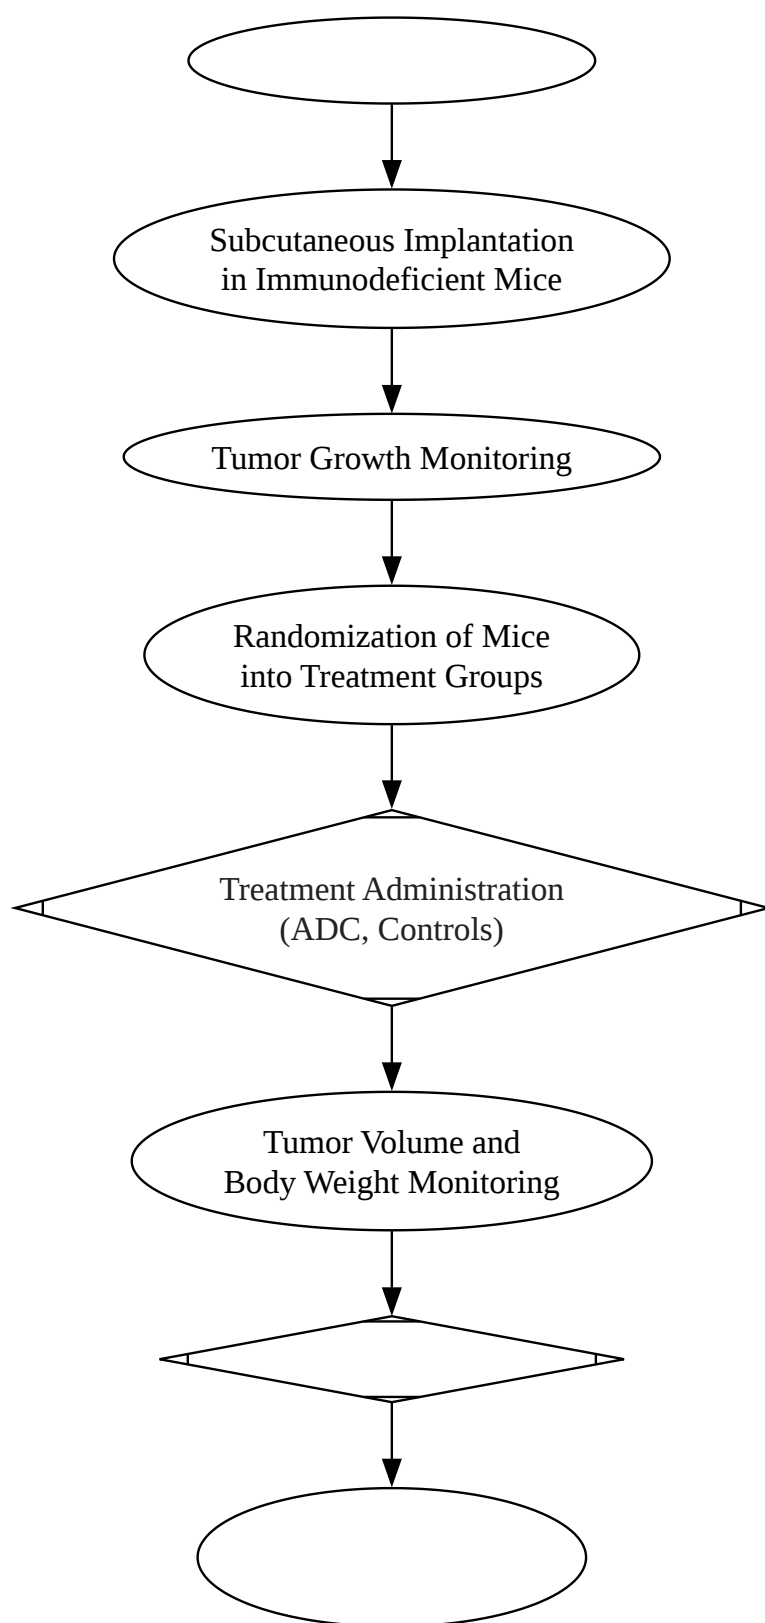 Subcutaneous Implantation
in Immunodeficient Mice
Tumor Growth Monitoring
Randomization of Mice
into Treatment Groups
Treatment Administration
(ADC, Controls)
Tumor Volume and
Body Weight Monitoring